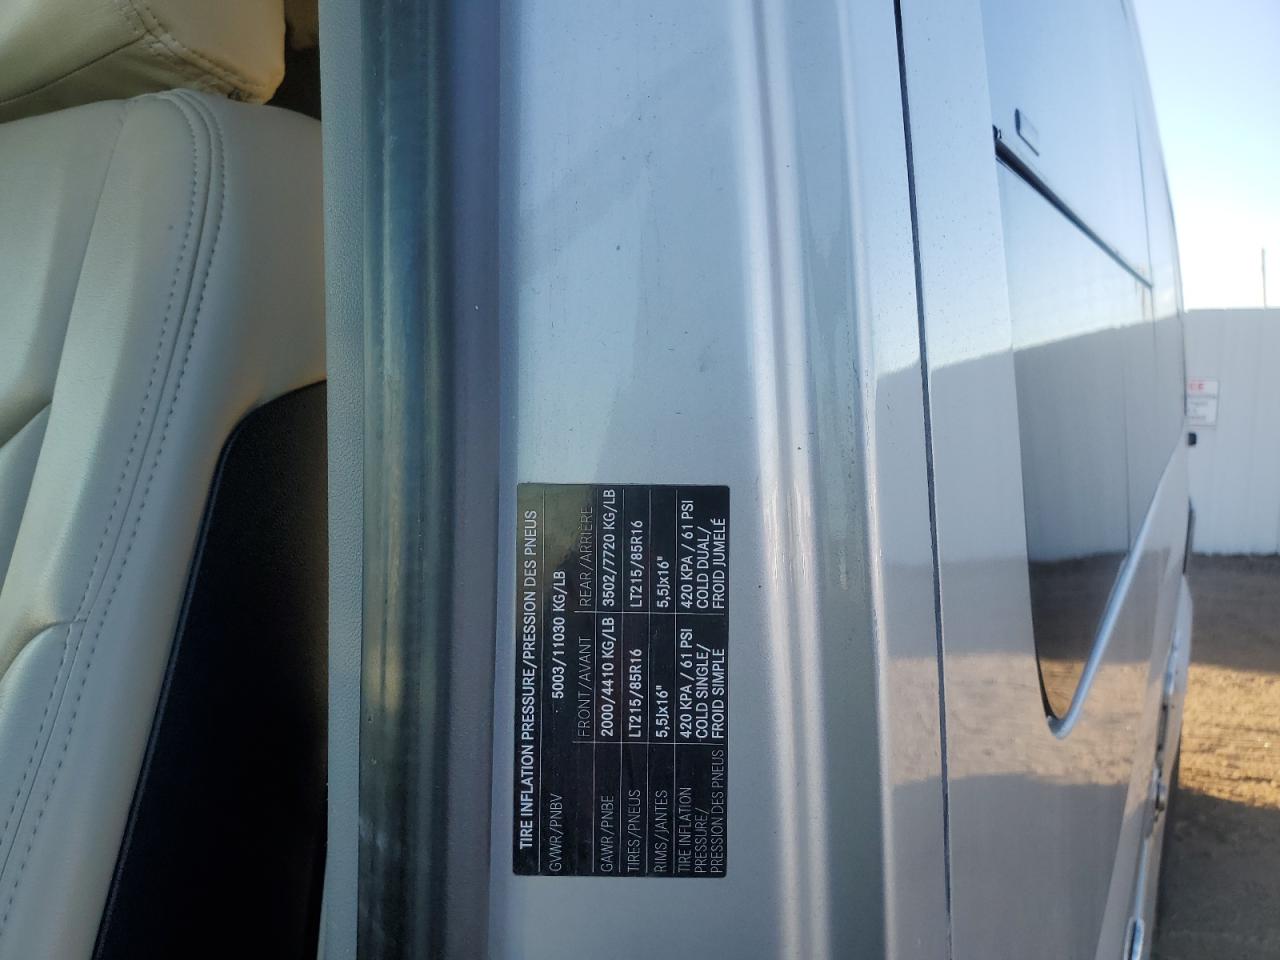 TIRE INFLATION PRESSURE/PRESSION DES PNEUS
GVWR/PNBV 5003/11030 KG/LB
FRONT/AVANT REAR/ARRIÈRE
GAWR/PNBE 2000/4410 KG/LB 3502/7720 KG/LB
TIRES/PNEUS LT215/85R16 LT215/85R16
RIMS/JANTES 5,5Jx16" 5,5Jx16"
TIRE INFLATION 420 KPA / 61 PSI 420 KPA / 61 PSI
PRESSURE/ COLD SINGLE/ COLD DUAL/
PRESSION DES PNEUS FROID SIMPLE FROID JUMELÉ